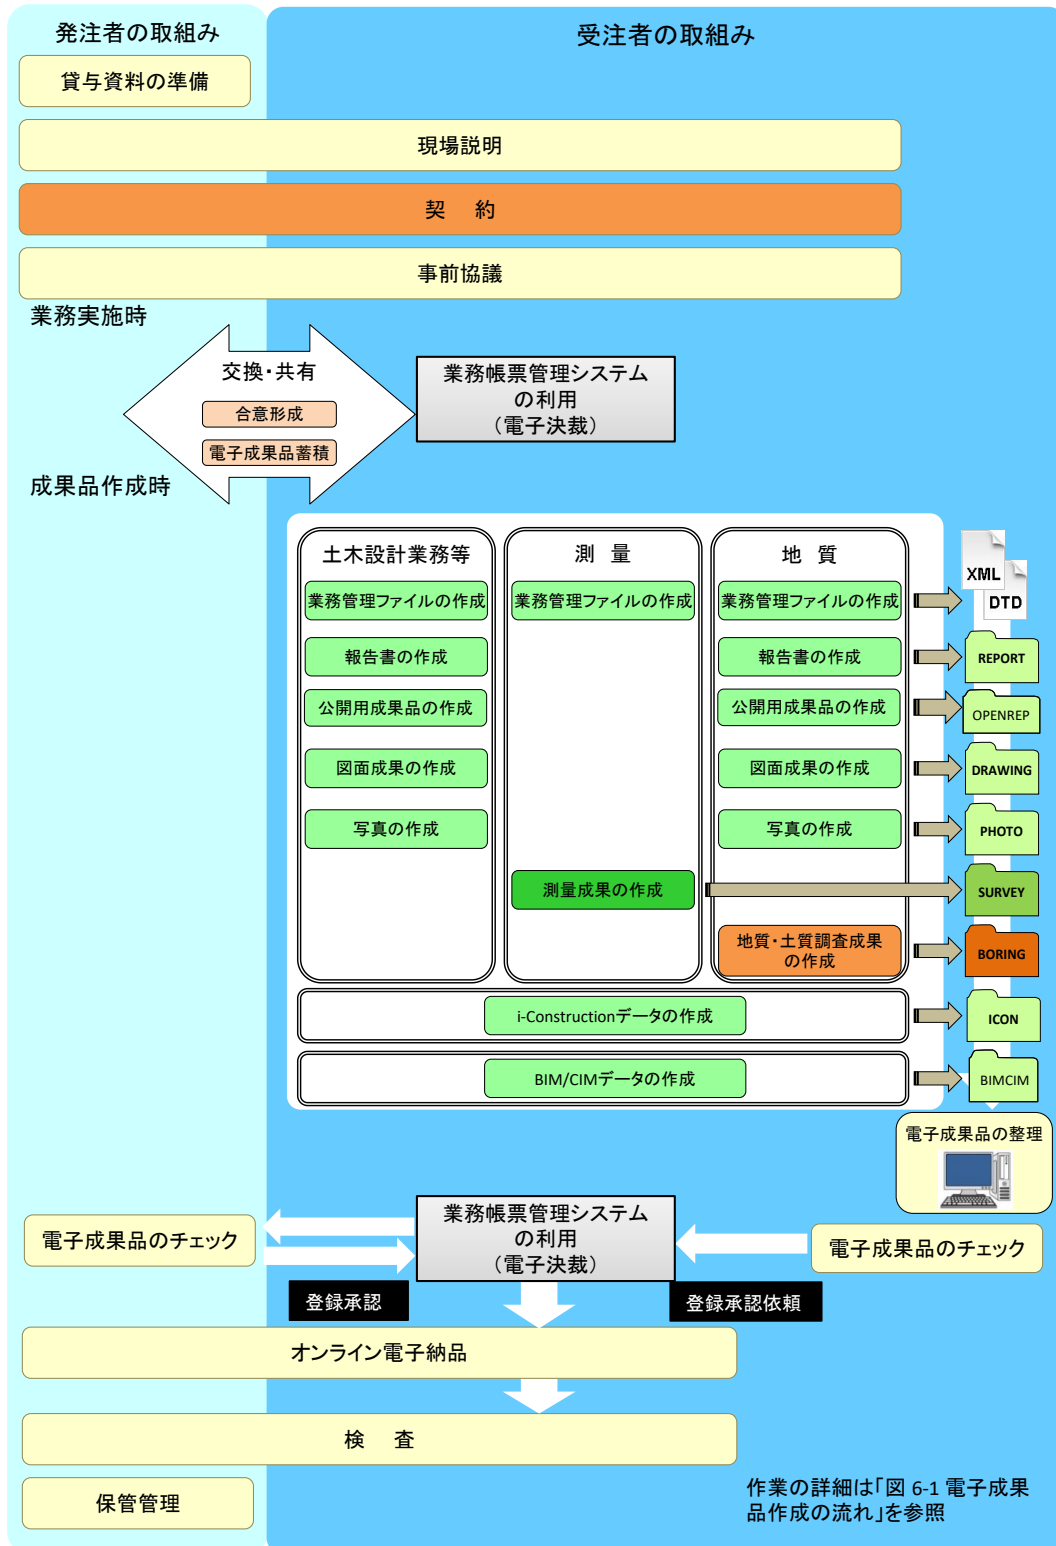 発注者の取組み
受注者の取組み
貸与資料の準備
現場説明
契 約
事前協議
業務実施時
交換・共有
合意形成
電子成果品蓄積
業務帳票管理システム
の利用
（電子決裁）
成果品作成時
土木設計業務等
測 量
地 質
業務管理ファイルの作成
業務管理ファイルの作成
業務管理ファイルの作成
XML
DTD
報告書の作成
報告書の作成
REPORT
公開用成果品の作成
公開用成果品の作成
OPENREP
図面成果の作成
図面成果の作成
DRAWING
写真の作成
写真の作成
PHOTO
測量成果の作成
SURVEY
地質・土質調査成果
の作成
BORING
i-Constructionデータの作成
ICON
BIM/CIMデータの作成
BIMCIM
電子成果品の整理
電子成果品のチェック
業務帳票管理システム
の利用
（電子決裁）
電子成果品のチェック
登録承認
登録承認依頼
オンライン電子納品
検 査
保管管理
作業の詳細は「図 6-1 電子成果
品作成の流れ」を参照